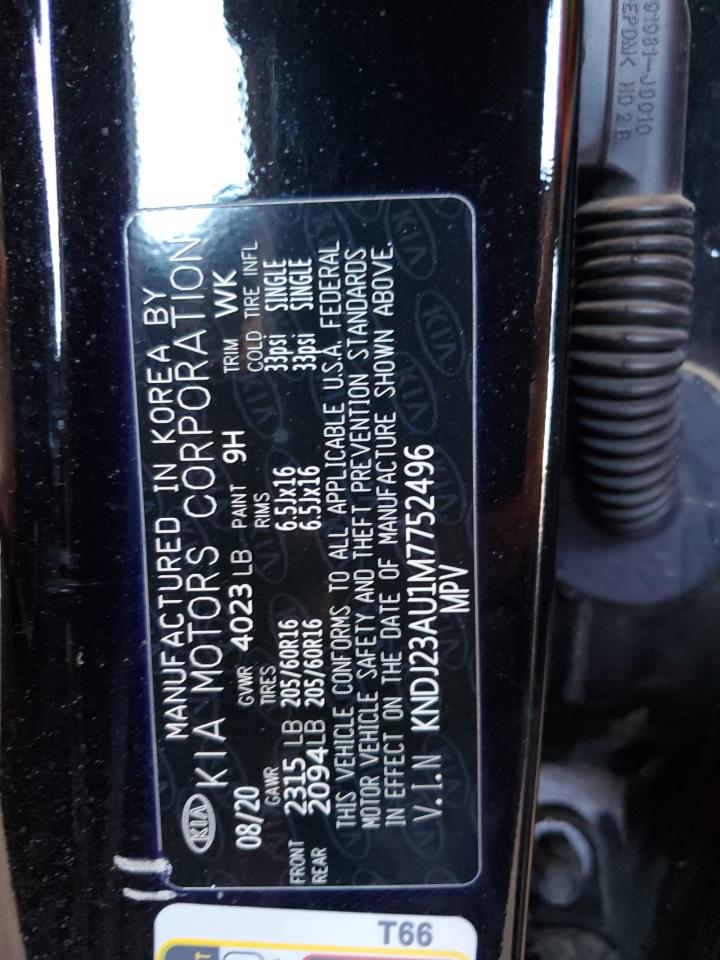 KIA MANUFACTURED IN KOREA BY
KIA MOTORS CORPORATION
08/20 GVWR 4023 LB PAINT 9H TRIM WK
GAWR TIRES RIMS COLD TIRE INFL
FRONT 2315 LB 205/60R16 6.5Jx16 33psi SINGLE
REAR 2094 LB 205/60R16 6.5Jx16 33psi SINGLE
THIS VEHICLE CONFORMS TO ALL APPLICABLE U.S.A. FEDERAL
MOTOR VEHICLE SAFETY AND THEFT PREVENTION STANDARDS
IN EFFECT ON THE DATE OF MANUFACTURE SHOWN ABOVE.
V.I.N KNDJ23AU1M7752496
MPV
T66